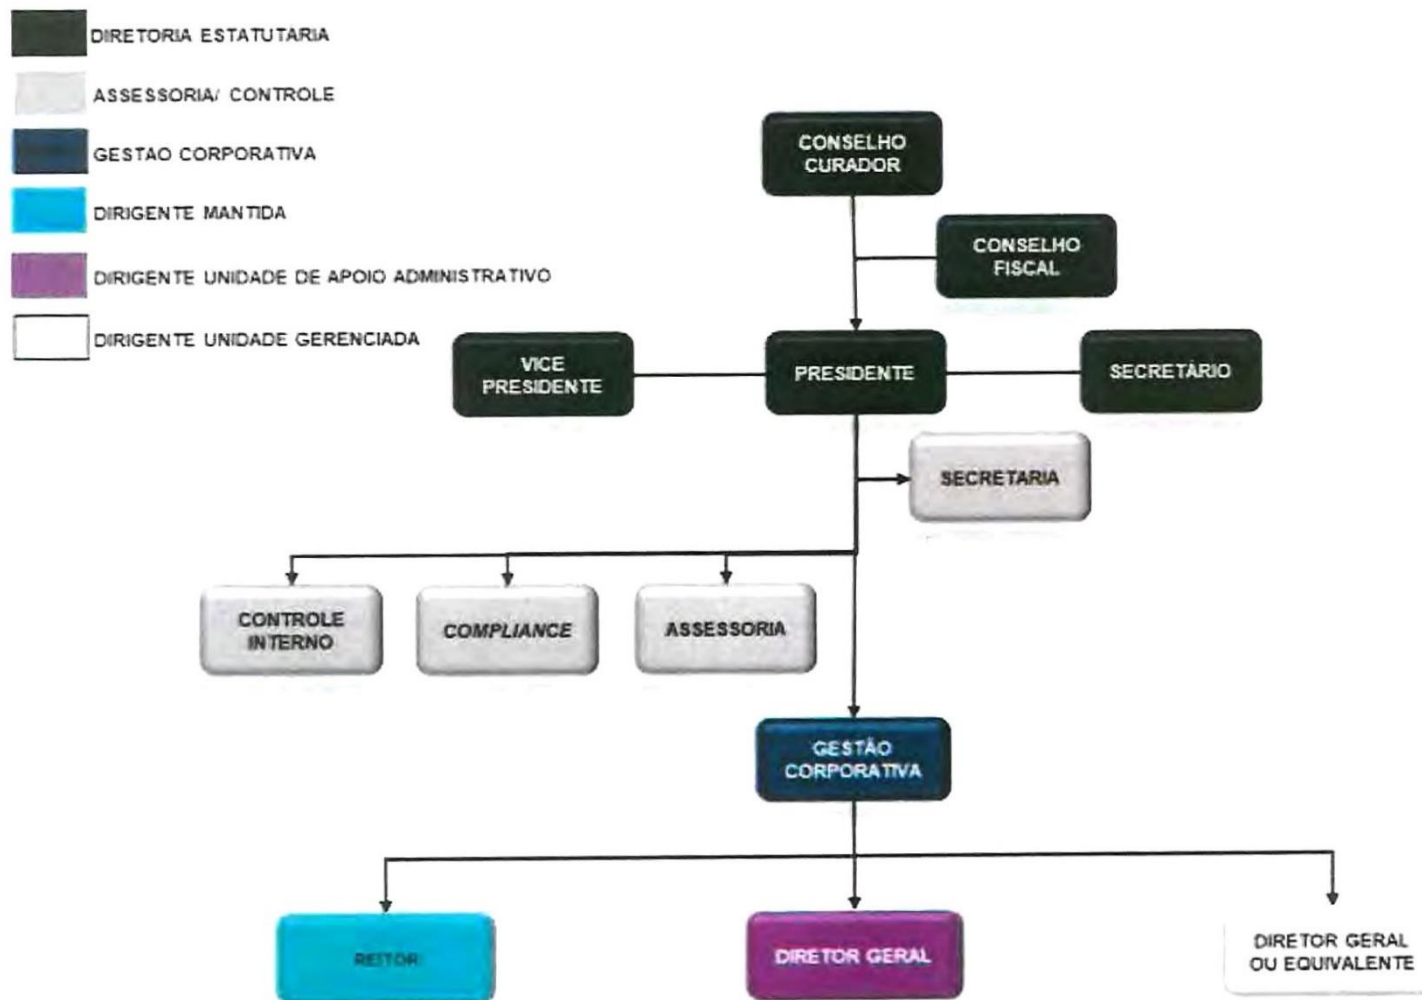 DIRETORIA ESTATUTARIA
ASSESSORIA/ CONTROLE
GESTAO CORPORATIVA
DIRIGENTE MANTIDA
DIRIGENTE UNIDADE DE APOIO ADMINISTRATIVO
DIRIGENTE UNIDADE GERENCIADA
CONSELHO
CURADOR
CONSELHO
FISCAL
VICE
PRESIDENTE
PRESIDENTE
SECRETÁRIO
SECRETARIA
CONTROLE
INTERNO
COMPLIANCE
ASSESSORIA
GESTÃO
CORPORATIVA
REITOR
DIRETOR GERAL
DIRETOR GERAL
OU EQUIVALENTE